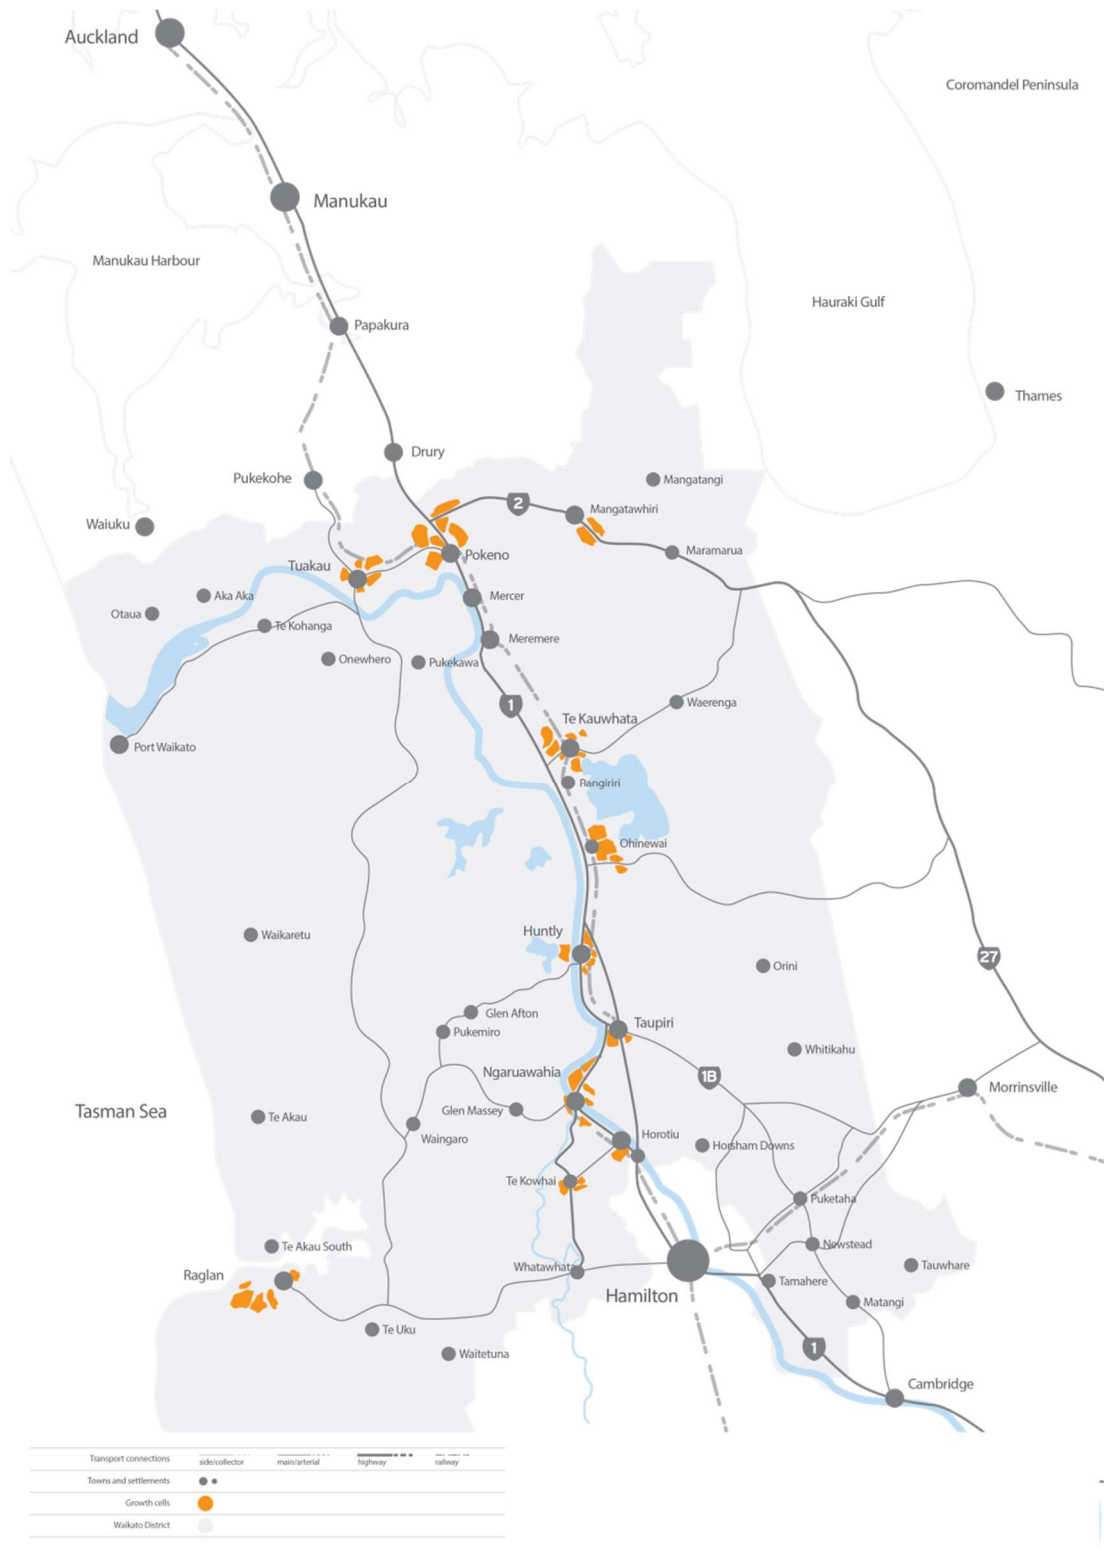 Auckland
Coromandel Peninsula
Manukau
Manukau Harbour
Hauraki Gulf
Papakura
Thames
Drury
Pukekohe
Mangatangi
2
Mangatawhiri
Waiuku
Pokeno
Maramarua
Tuakau
Aka Aka
Mercer
Otaua
Te Kohanga
Meremere
Onewhero
Pukekawa
1
Waerenga
Te Kauwhata
Port Waikato
Rangiriri
Ohinewai
Huntly
Waikaretu
27
Orini
Glen Afton
Taupiri
Pukemiro
Whitikahu
Ngaruawahia
1B
Morrinsville
Tasman Sea
Glen Massey
Te Akau
Waingaro
Horotiu
Horsham Downs
Te Kowhai
Puketaha
Te Akau South
Newstead
Raglan
Whatawhata
Tauwhare
Tamahere
Hamilton
Matangi
Te Uku
1
Waitetuna
Cambridge
Transport connections
side/collector
main/arterial
highway
railway
Towns and settlements
Growth cells
Waikato District